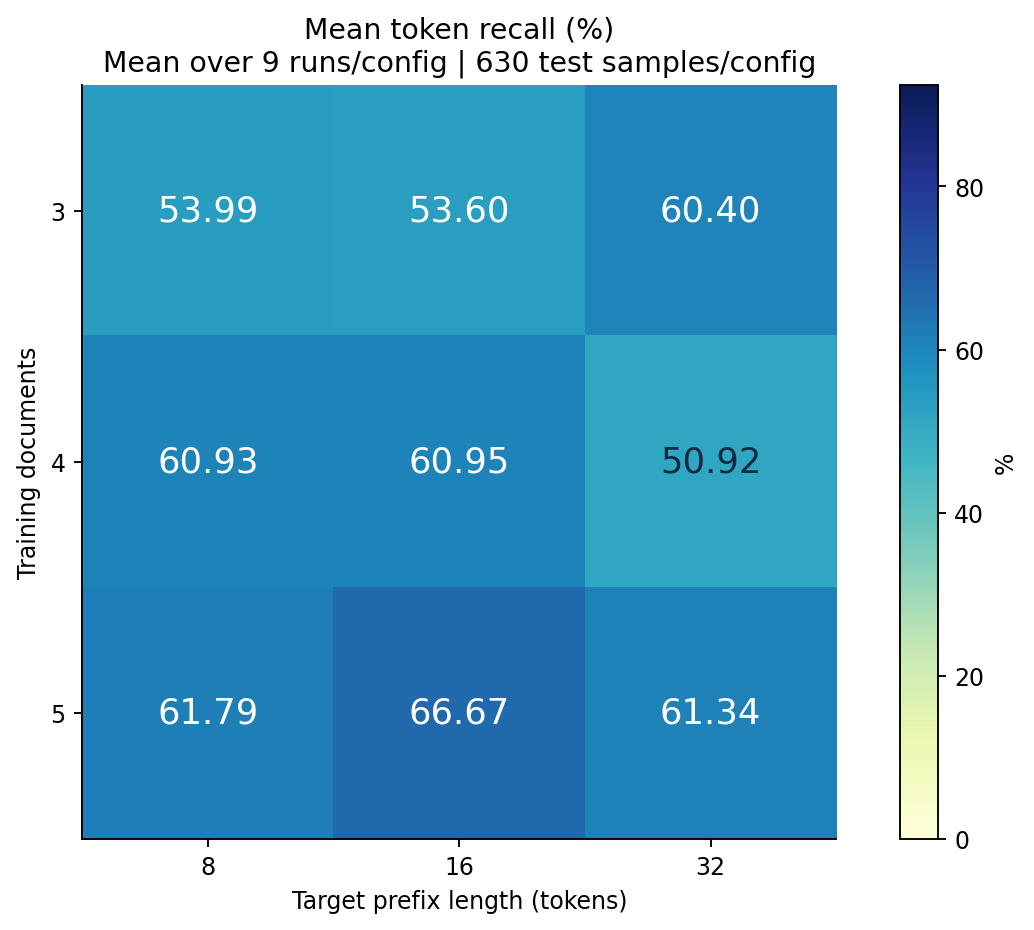 Mean token recall (%)
Mean over 9 runs/config | 630 test samples/config
53.99 53.60 60.40
60.93 60.95 50.92
61.79 66.67 61.34
3
4
5
Training documents
8 16 32
Target prefix length (tokens)
80
60
40
20
0
%